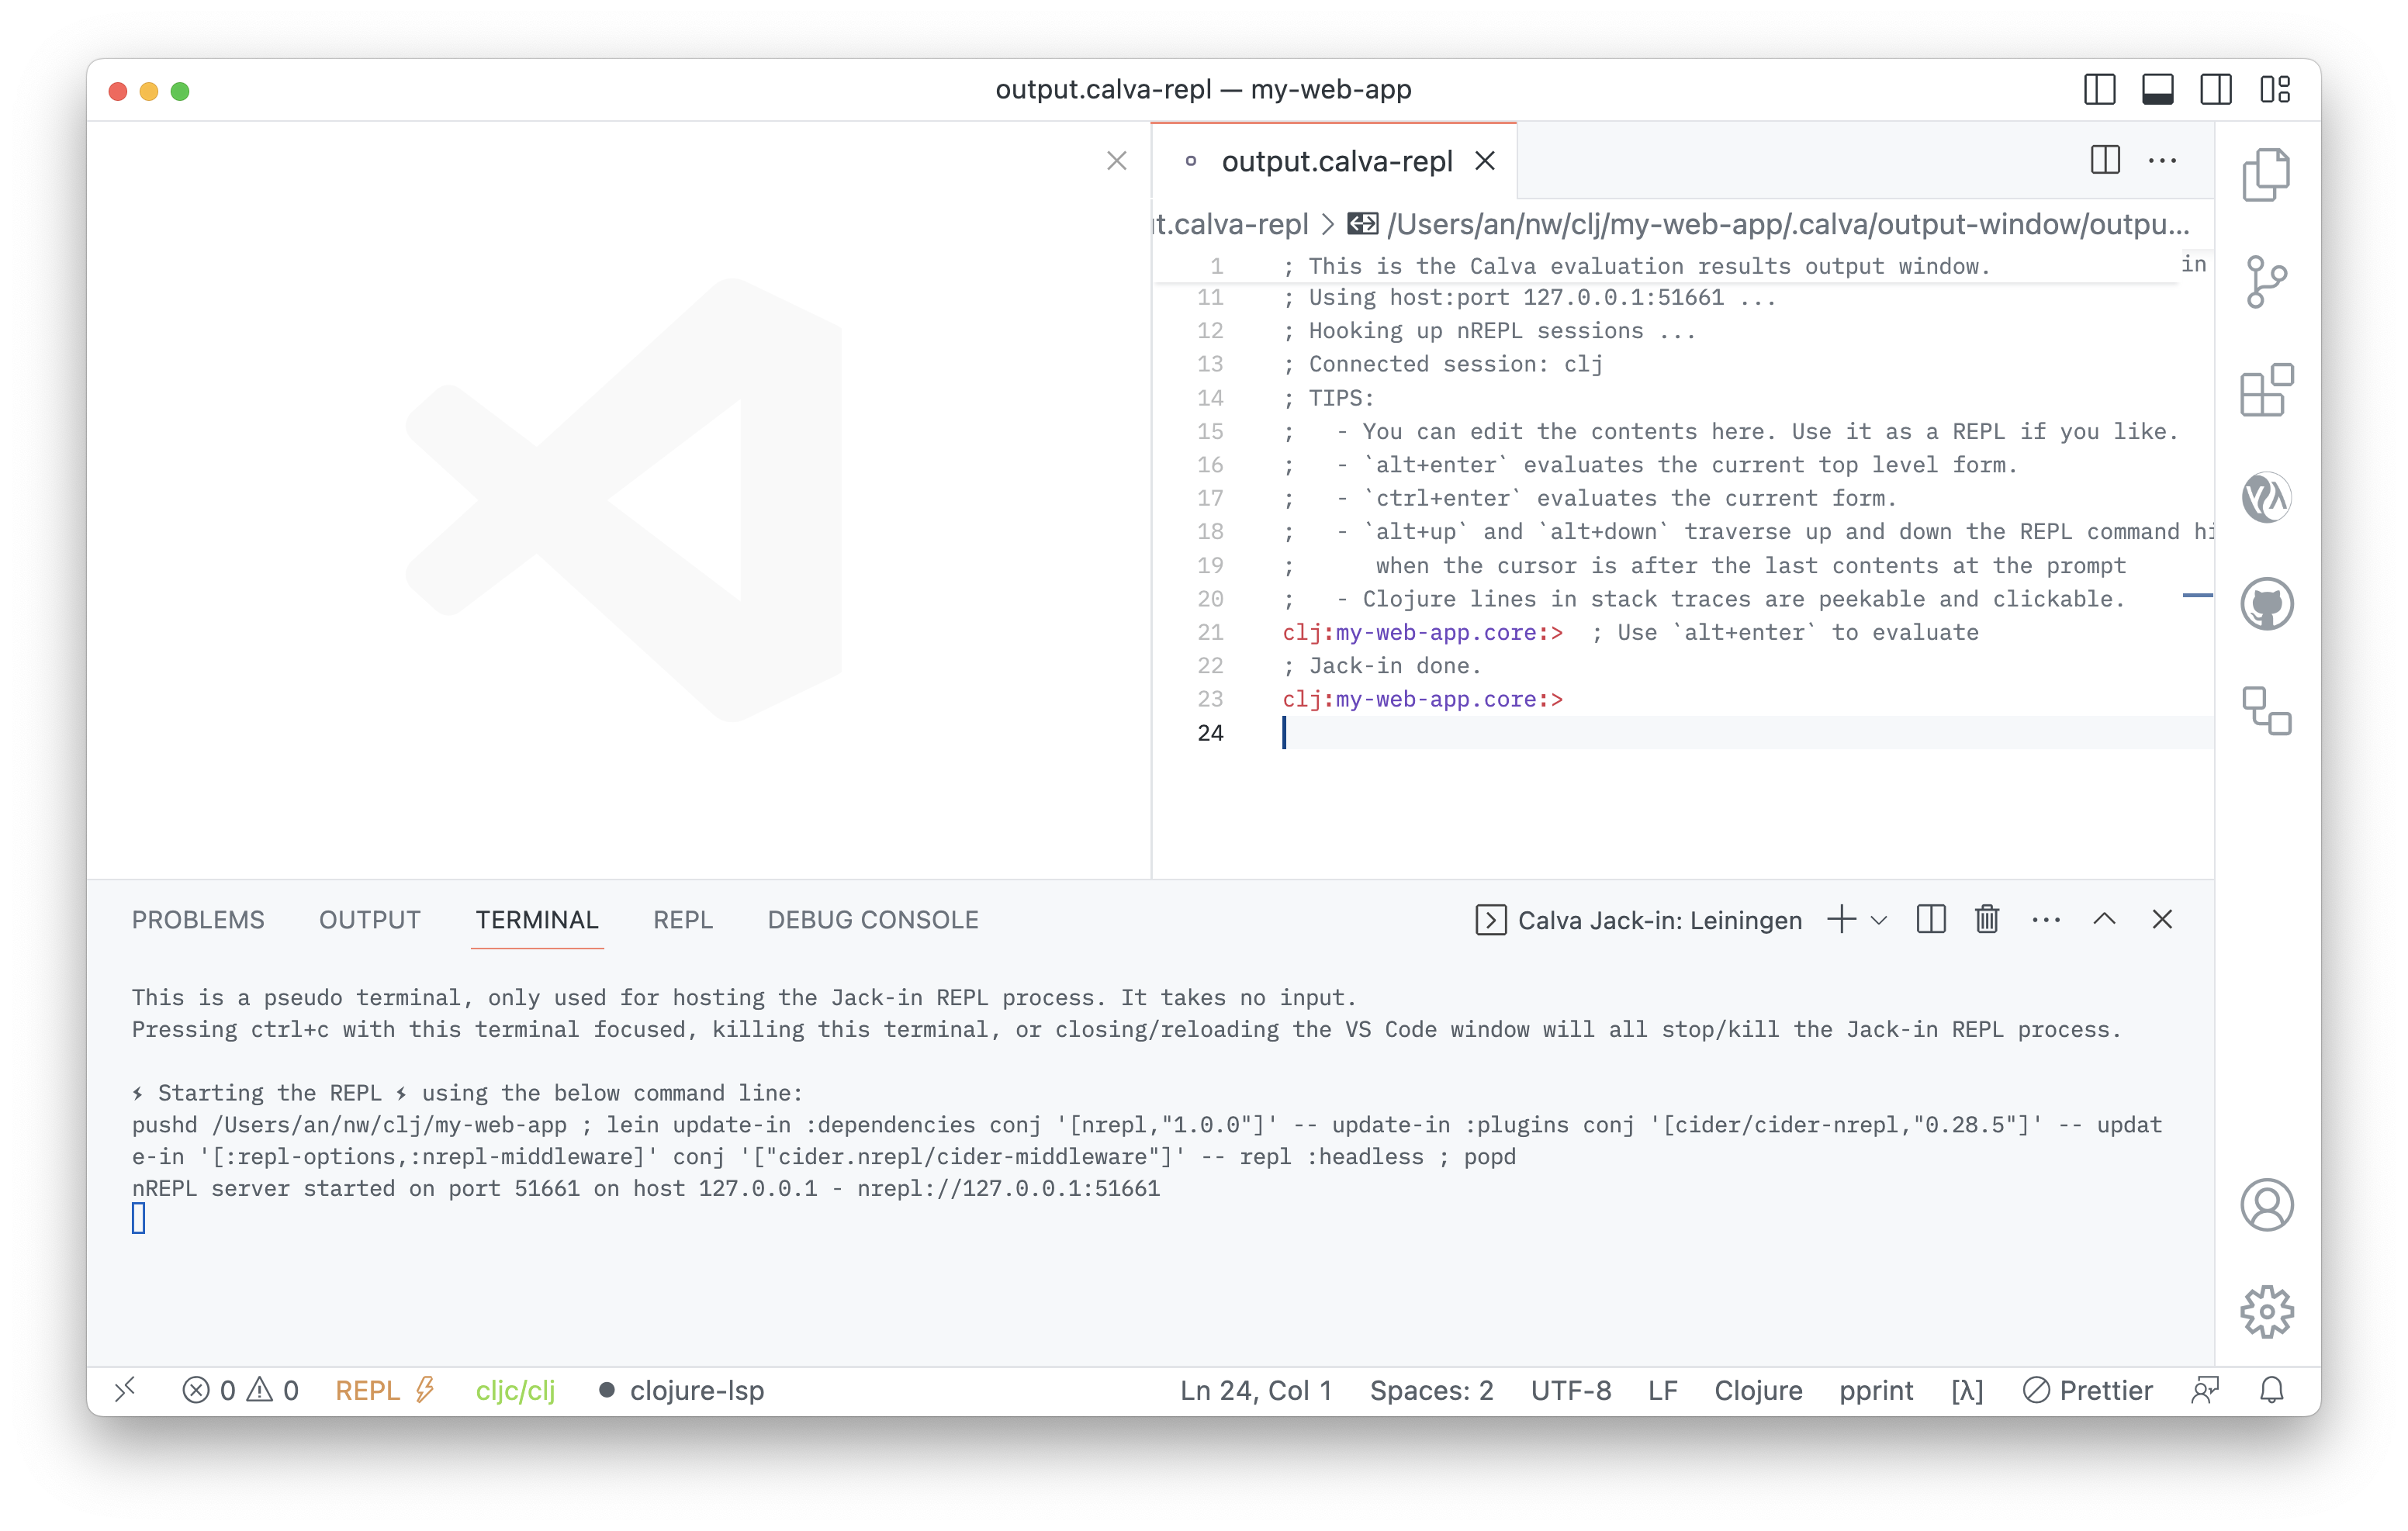 output.calva-repl — my-web-app
output.calva-repl
t.calva-repl > /Users/an/nw/clj/my-web-app/.calva/output-window/outpu...
1 ; This is the Calva evaluation results output window. in
11 ; Using host:port 127.0.0.1:51661 ...
12 ; Hooking up nREPL sessions ...
13 ; Connected session: clj
14 ; TIPS:
15 ;   - You can edit the contents here. Use it as a REPL if you like.
16 ;   - `alt+enter` evaluates the current top level form.
17 ;   - `ctrl+enter` evaluates the current form.
18 ;   - `alt+up` and `alt+down` traverse up and down the REPL command hi
19 ;      when the cursor is after the last contents at the prompt
20 ;   - Clojure lines in stack traces are peekable and clickable.
21 clj:my-web-app.core:>  ; Use `alt+enter` to evaluate
22 ; Jack-in done.
23 clj:my-web-app.core:>
24
PROBLEMS OUTPUT TERMINAL REPL DEBUG CONSOLE Calva Jack-in: Leiningen
This is a pseudo terminal, only used for hosting the Jack-in REPL process. It takes no input.
Pressing ctrl+c with this terminal focused, killing this terminal, or closing/reloading the VS Code window will all stop/kill the Jack-in REPL process.
⚡ Starting the REPL ⚡ using the below command line:
pushd /Users/an/nw/clj/my-web-app ; lein update-in :dependencies conj '[nrepl,"1.0.0"]' -- update-in :plugins conj '[cider/cider-nrepl,"0.28.5"]' -- updat
e-in '[:repl-options,:nrepl-middleware]' conj '["cider.nrepl/cider-middleware"]' -- repl :headless ; popd
nREPL server started on port 51661 on host 127.0.0.1 - nrepl://127.0.0.1:51661
0 0 REPL ⚡ cljc/clj ● clojure-lsp Ln 24, Col 1 Spaces: 2 UTF-8 LF Clojure pprint [λ] Prettier